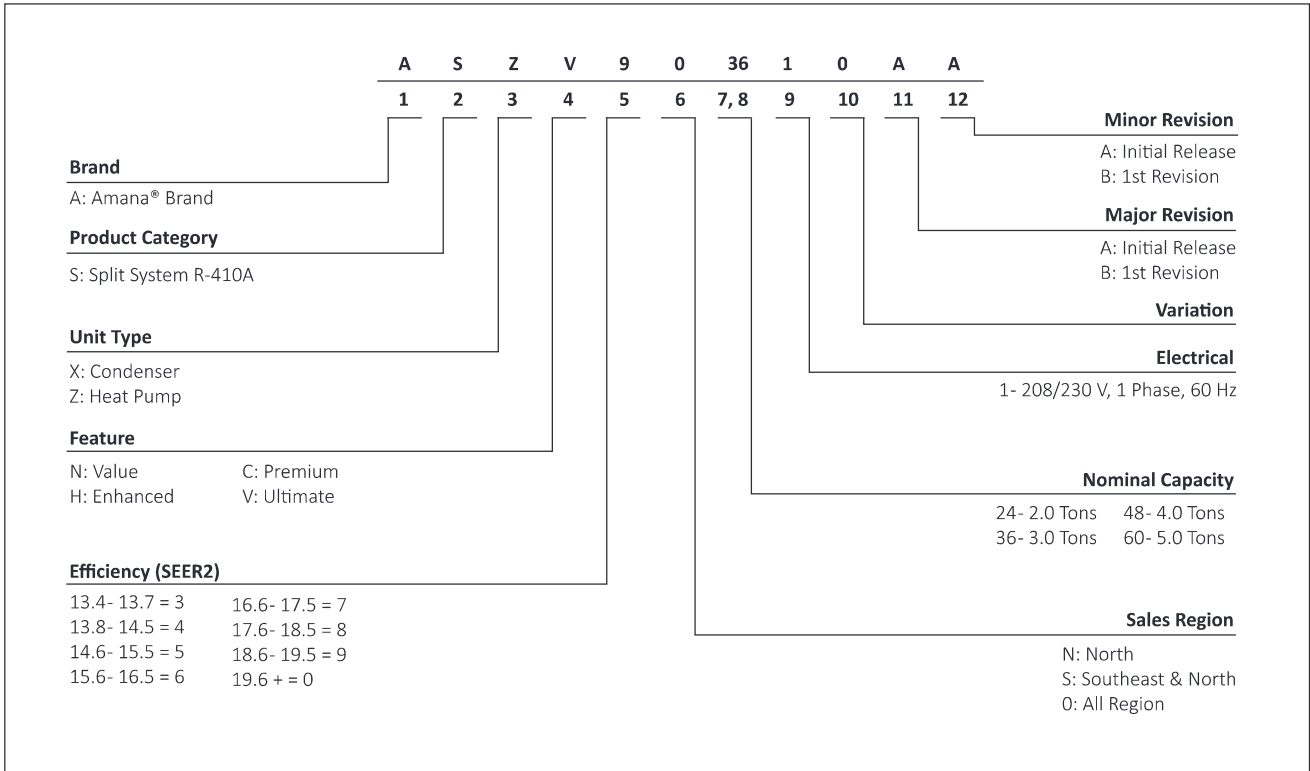 A S Z V 9 0 36 1 0 A A
1 2 3 4 5 6 7, 8 9 10 11 12
Brand
A: Amana® Brand
Product Category
S: Split System R-410A
Unit Type
X: Condenser
Z: Heat Pump
Feature
N: Value C: Premium
H: Enhanced V: Ultimate
Efficiency (SEER2)
13.4- 13.7 = 3 16.6- 17.5 = 7
13.8- 14.5 = 4 17.6- 18.5 = 8
14.6- 15.5 = 5 18.6- 19.5 = 9
15.6- 16.5 = 6 19.6 + = 0
Minor Revision
A: Initial Release
B: 1st Revision
Major Revision
A: Initial Release
B: 1st Revision
Variation
Electrical
1- 208/230 V, 1 Phase, 60 Hz
Nominal Capacity
24- 2.0 Tons 48- 4.0 Tons
36- 3.0 Tons 60- 5.0 Tons
Sales Region
N: North
S: Southeast & North
0: All Region